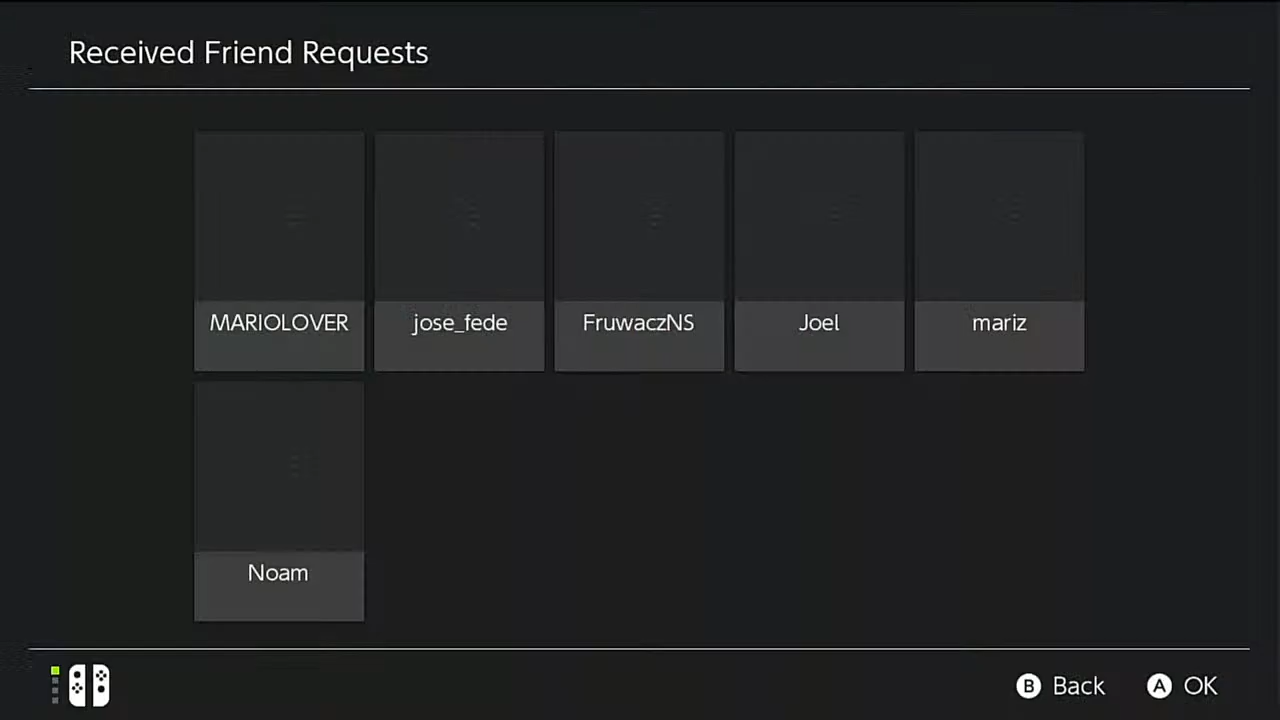 Received Friend Requests
MARIOLOVER
jose_fede
FruwaczNS
Joel
mariz
Noam
B Back
A OK